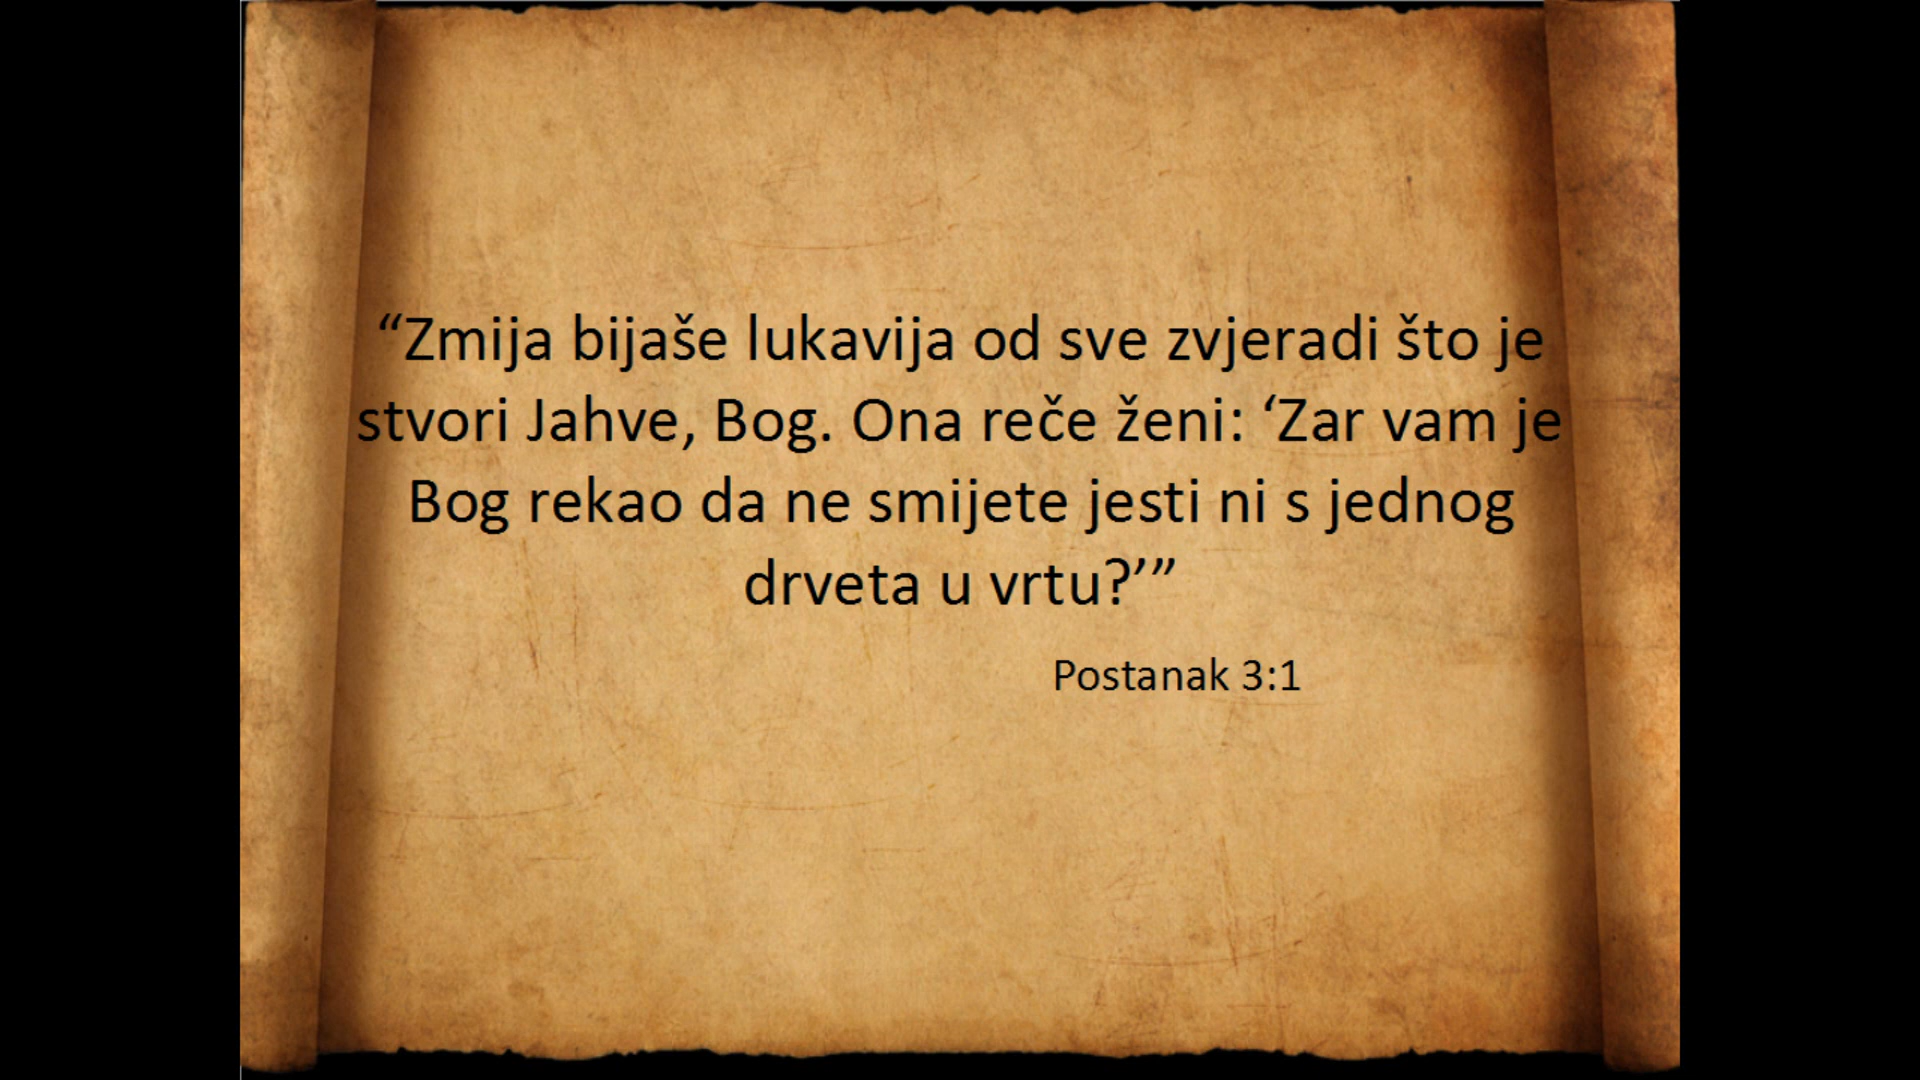 “Zmija bijaše lukavija od sve zvjeradi što je
stvori Jahve, Bog. Ona reče ženi: ‘Zar vam je
Bog rekao da ne smijete jesti ni s jednog
drveta u vrtu?’”
Postanak 3:1